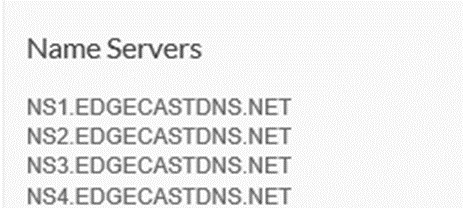 Name Servers
NS1.EDGECASTDNS.NET
NS2.EDGECASTDNS.NET
NS3.EDGECASTDNS.NET
NS4.EDGECASTDNS.NET